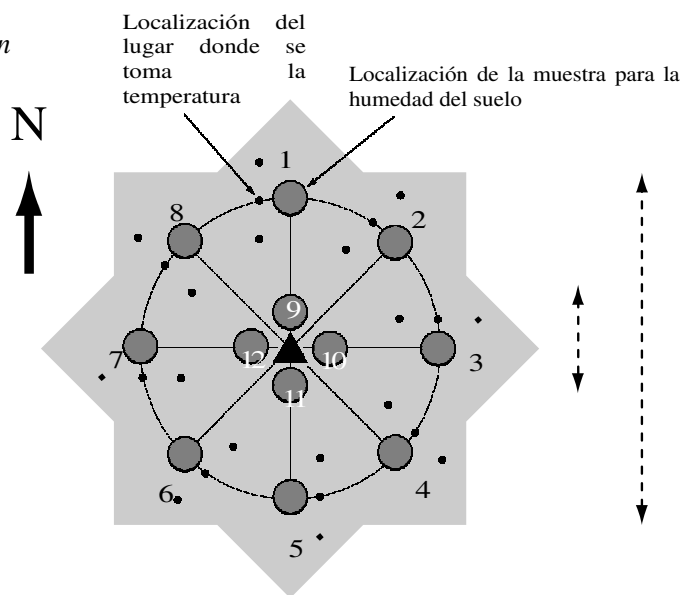 Localización del
lugar donde se
toma la
temperatura
n
Localización de la muestra para la
humedad del suelo
N
1
2
3
4
5
6
7
8
9
10
11
12